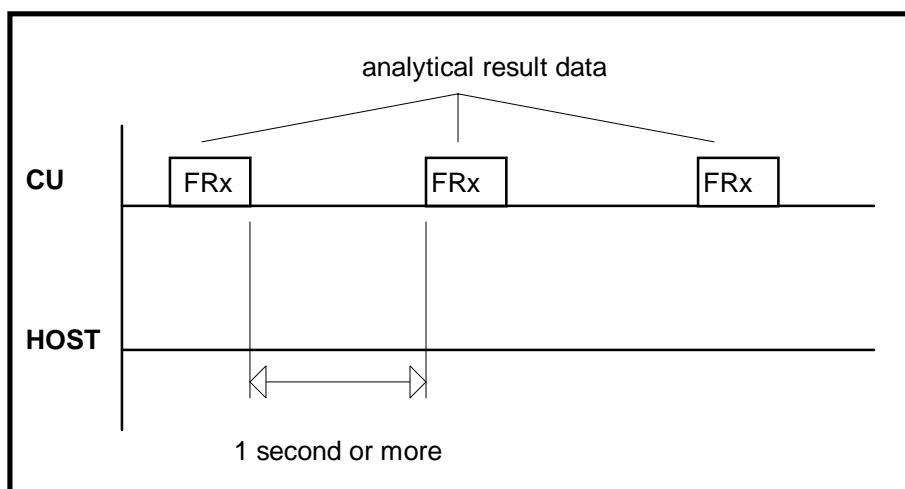 analytical result data
CU
FRx
FRx
FRx
HOST
1 second or more